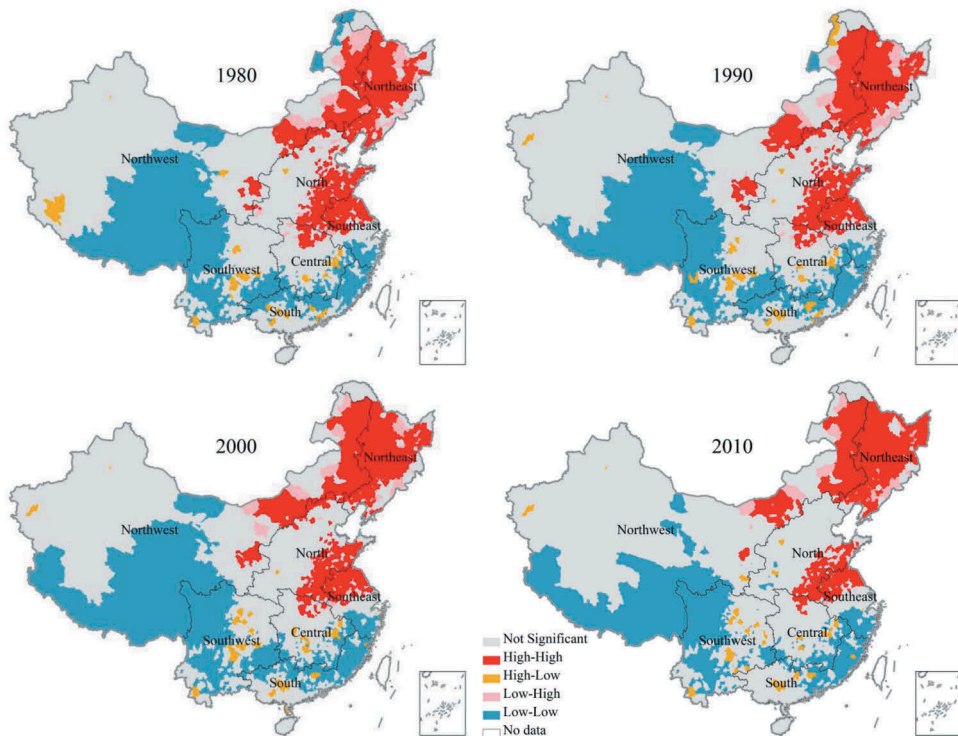 1980
Northeast
Northwest
North
Southeast
Central
Southwest
South
1990
Northeast
Northwest
North
Southeast
Central
Southwest
South
2000
Northeast
Northwest
North
Southeast
Central
Southwest
South
2010
Northeast
Northwest
North
Southeast
Central
Southwest
South
Not Significant
High-High
High-Low
Low-High
Low-Low
No data